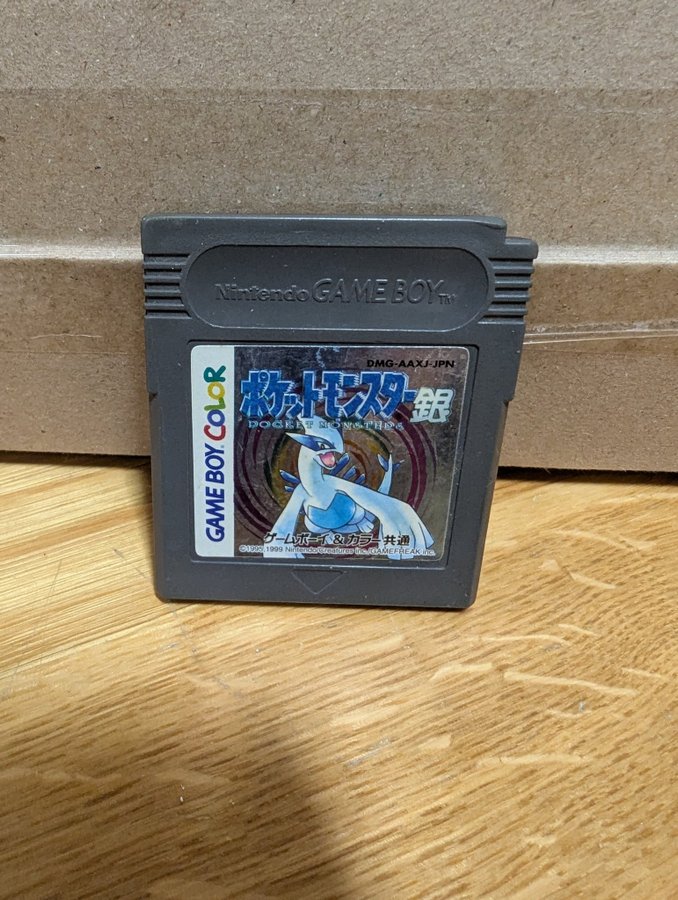 Nintendo GAME BOY™
GAME BOY COLOR
DMG-AAXJ-JPN
ポケットモンスター銀
POCKET MONSTERS
ゲームボーイ&カラー共通
©1995,1999 Nintendo/Creatures inc./GAMEFREAK inc.